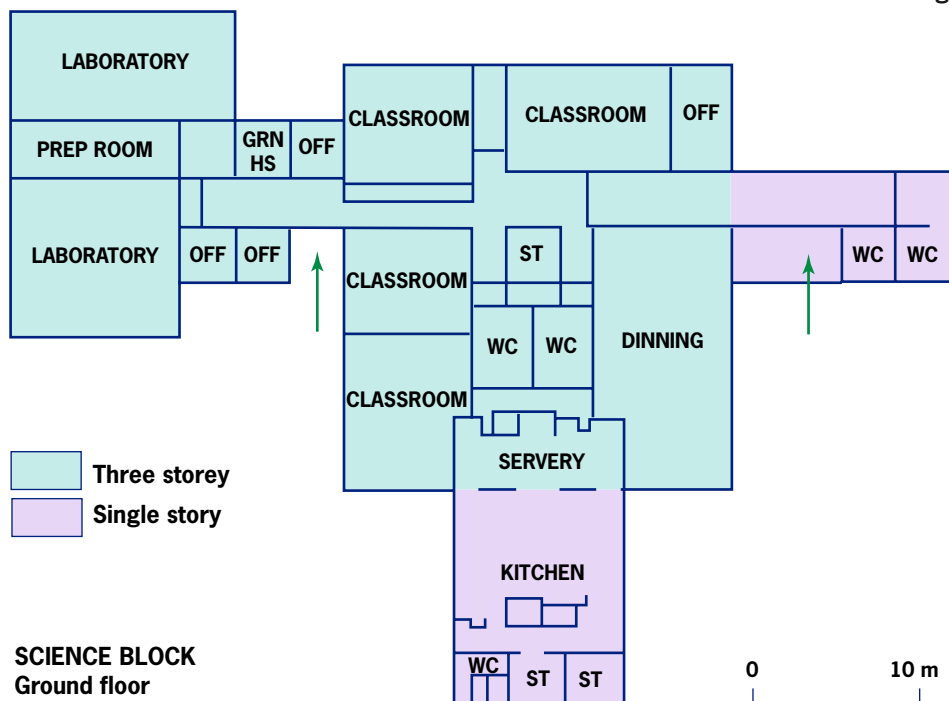 g
LABORATORY
CLASSROOM
CLASSROOM
OFF
PREP ROOM
GRN
HS
OFF
LABORATORY
OFF
OFF
CLASSROOM
ST
WC
WC
WC
WC
DINNING
CLASSROOM
SERVERY
Three storey
Single story
KITCHEN
SCIENCE BLOCK
Ground floor
WC
ST
ST
0
10 m